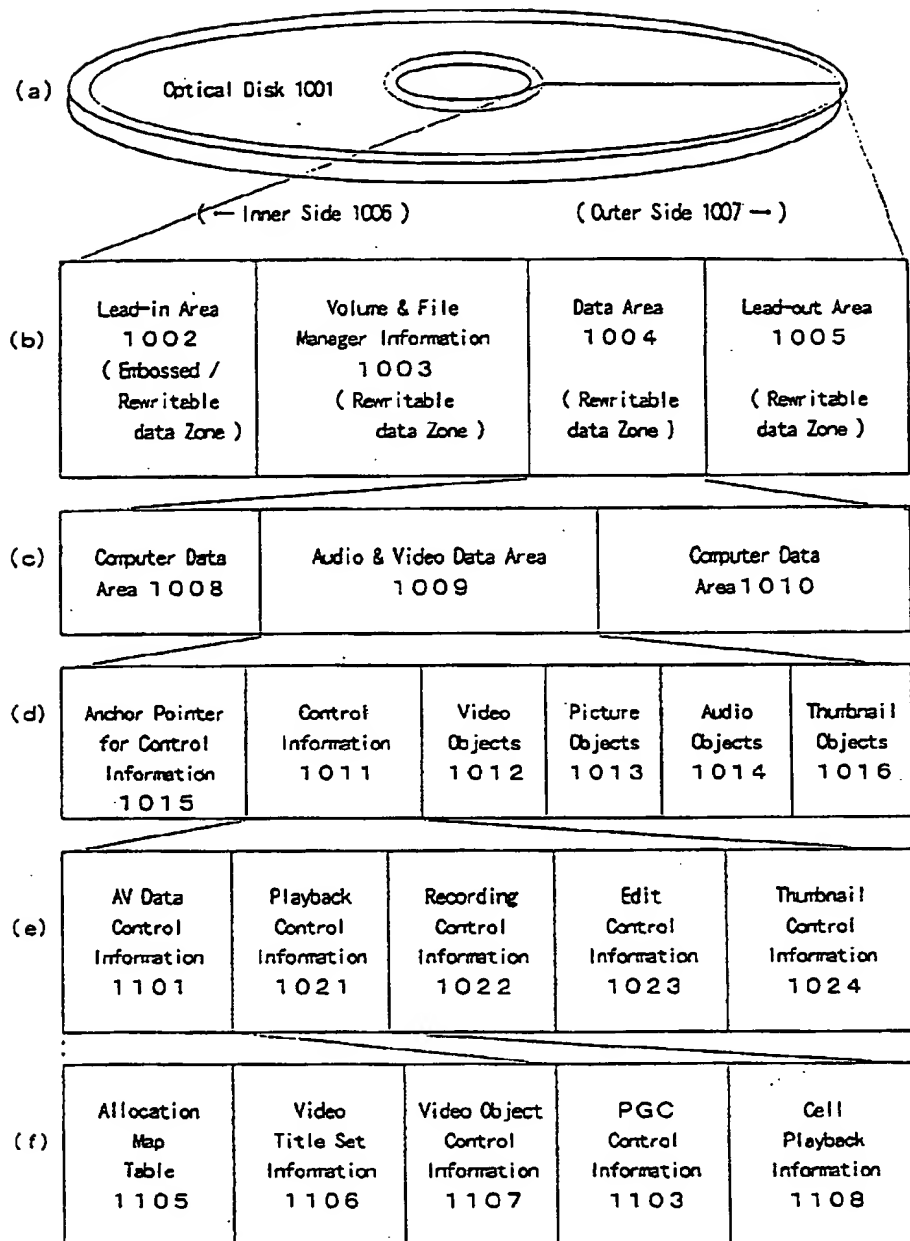 (a)
Optical Disk 1001
(← Inner Side 1006)
(Outer Side 1007→)
(b)
Lead-in Area
1002
(Embossed /
Rewritable
data Zone)
Volume & File
Manager Information
1003
(Rewritable
data Zone)
Data Area
1004
(Rewritable
data Zone)
Lead-out Area
1005
(Rewritable
data Zone)
(c)
Computer Data
Area 1008
Audio & Video Data Area
1009
Computer Data
Area 1010
(d)
Anchor Pointer
for Control
Information
1015
Control
Information
1011
Video
Objects
1012
Picture
Objects
1013
Audio
Objects
1014
Thumbnail
Objects
1016
(e)
AV Data
Control
Information
1101
Playback
Control
Information
1021
Recording
Control
Information
1022
Edit
Control
Information
1023
Thumbnail
Control
Information
1024
(f)
Allocation
Map
Table
1105
Video
Title Set
Information
1106
Video Object
Control
Information
1107
PGC
Control
Information
1103
Cell
Playback
Information
1108